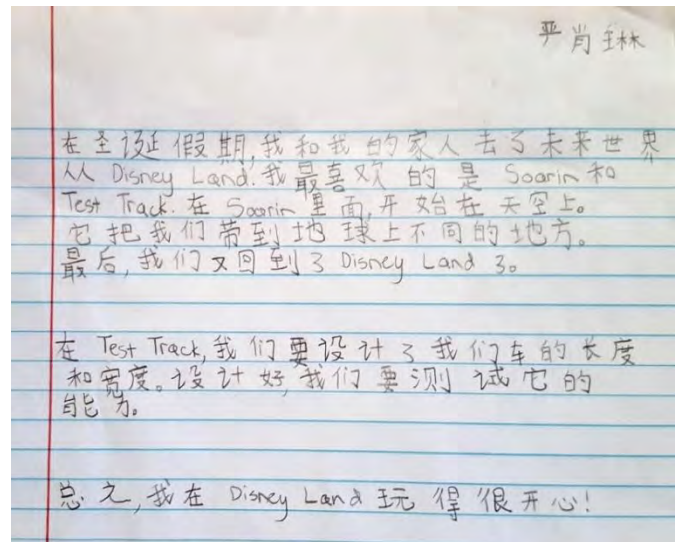 严肖琳
在圣诞假期,我和我的家人去了未来世界
从 Disney Land. 我最喜欢的是 Soarin 和
Test Track. 在 Soarin 里面,开始在天空上。
它把我们带到地球上不同的地方。
最后,我们又回到了 Disney Land 了。
在 Test Track, 我们要设计了我们车的长度
和宽度。设计好,我们要测试它的
能力。
总之,我在 Disney Land 玩得很开心!